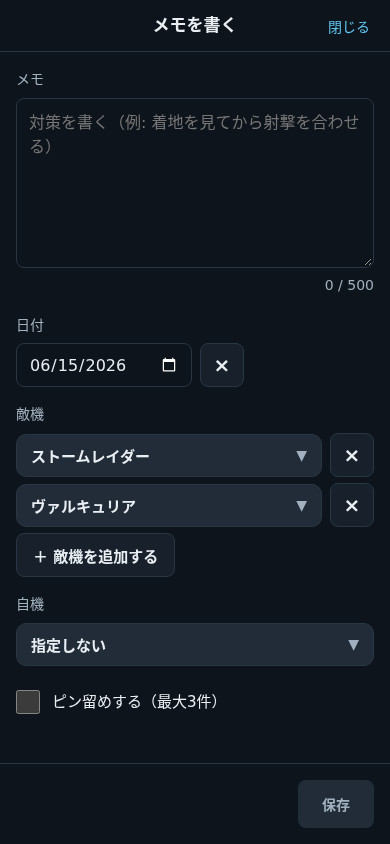 メモを書く
閉じる
メモ
対策を書く（例: 着地を見てから射撃を合わせ
る）
0 / 500
日付
06/15/2026
×
敵機
ストームレイダー ▼
×
ヴァルキュリア ▼
×
＋ 敵機を追加する
自機
指定しない ▼
ピン留めする（最大3件）
保存